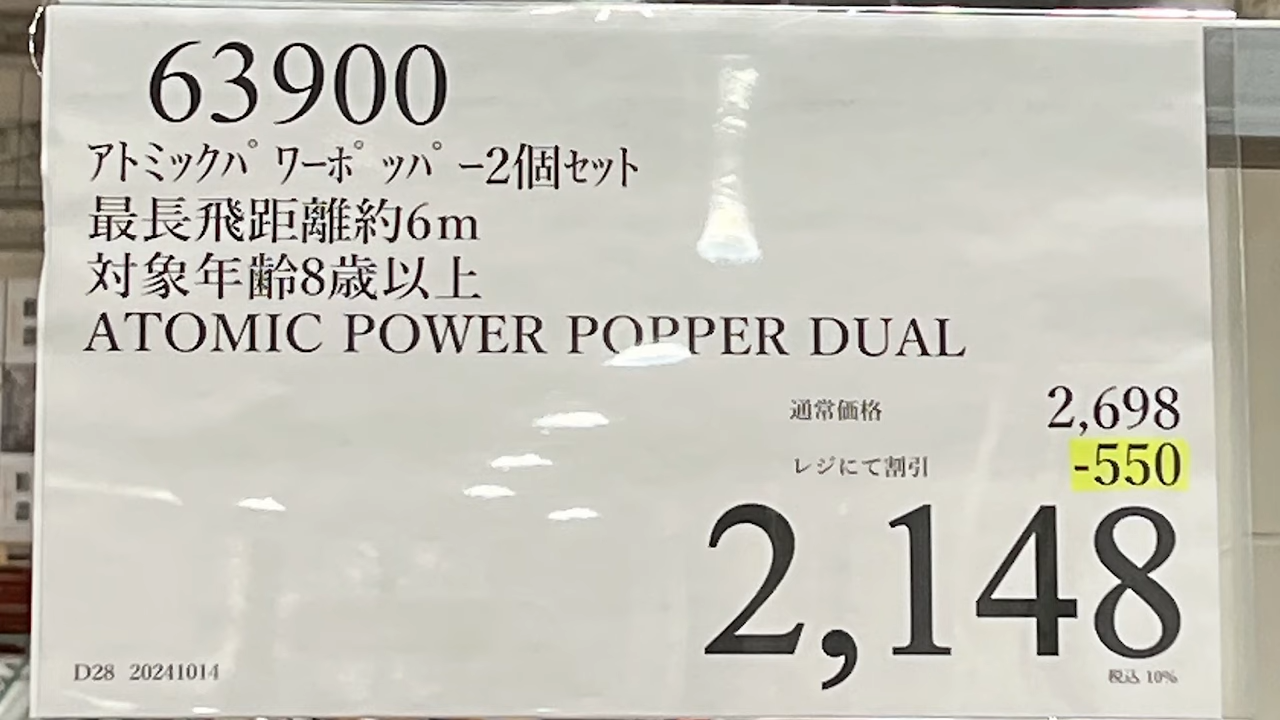 63900
ｱﾄﾐｯｸﾊﾟﾜｰﾎﾟｯﾊﾟｰ2個ｾｯﾄ
最長飛距離約6m
対象年齢8歳以上
ATOMIC POWER POPPER DUAL
通常価格 2,698
レジにて割引 -550
2,148
税込 10%
D28 20241014